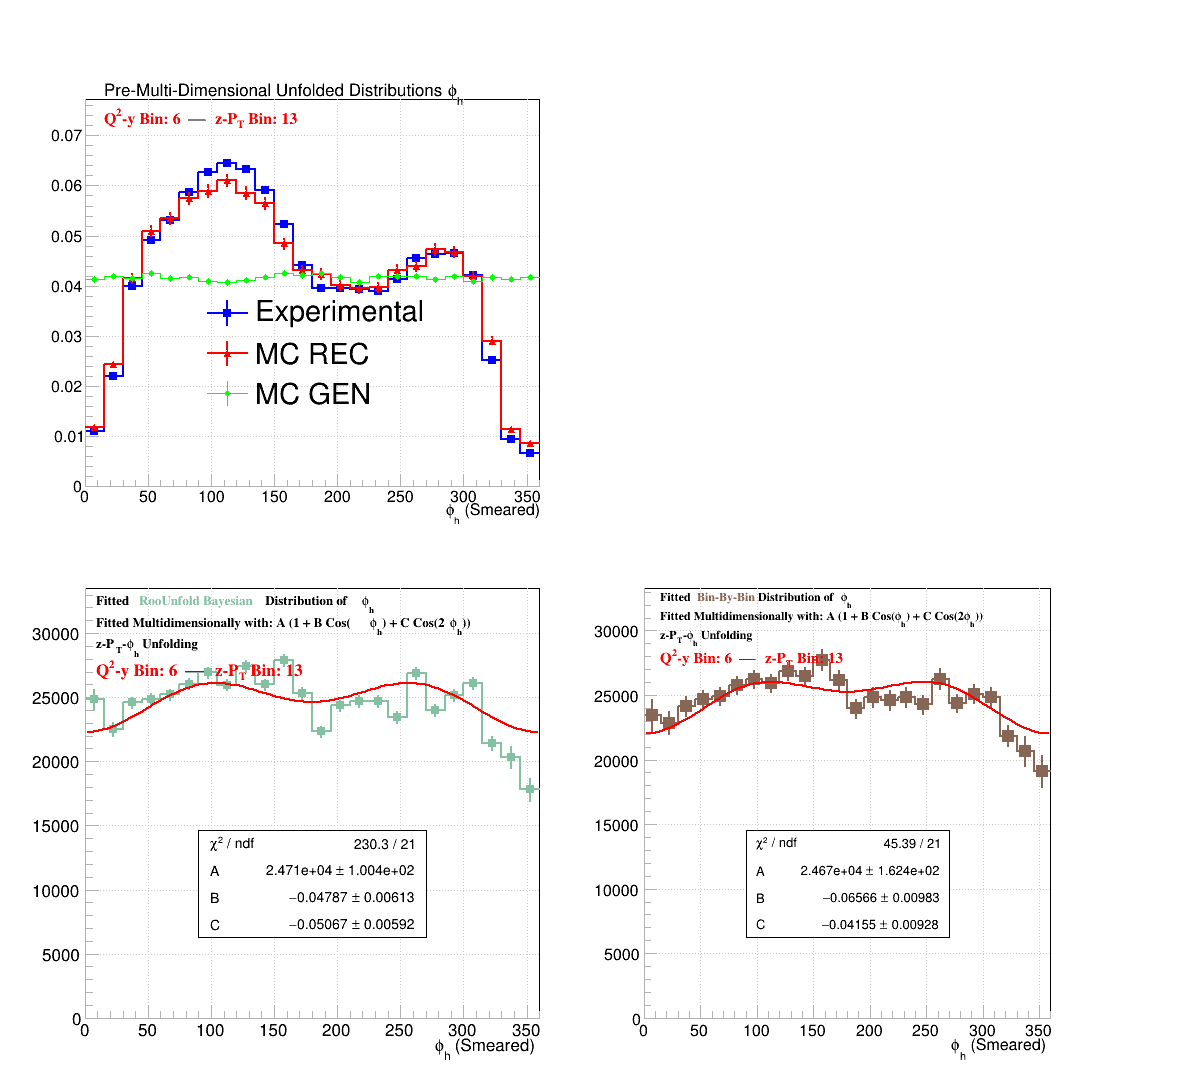 Pre-Multi-Dimensional Unfolded Distributions ϕh
Q2-y Bin: 6 — z-PT Bin: 13
0.07
0.06
0.05
0.04
0.03
0.02
0.01
0
Experimental
MC REC
MC GEN
0 50 100 150 200 250 300 350
ϕh (Smeared)
Fitted RooUnfold Bayesian Distribution of ϕh
Fitted Multidimensionally with: A (1 + B Cos( ϕh) + C Cos(2 ϕh))
z-PT-ϕh Unfolding
Q2-y Bin: 6 — z-PT Bin: 13
30000
25000
20000
15000
10000
5000
0
χ2 / ndf 230.3 / 21
A 2.471e+04 ± 1.004e+02
B −0.04787 ± 0.00613
C −0.05067 ± 0.00592
0 50 100 150 200 250 300 350
ϕh (Smeared)
Fitted Bin-By-Bin Distribution of ϕh
Fitted Multidimensionally with: A (1 + B Cos(ϕh) + C Cos(2ϕh))
z-PT-ϕh Unfolding
Q2-y Bin: 6 — z-PT Bin: 13
30000
25000
20000
15000
10000
5000
0
χ2 / ndf 45.39 / 21
A 2.467e+04 ± 1.624e+02
B −0.06566 ± 0.00983
C −0.04155 ± 0.00928
0 50 100 150 200 250 300 350
ϕh (Smeared)